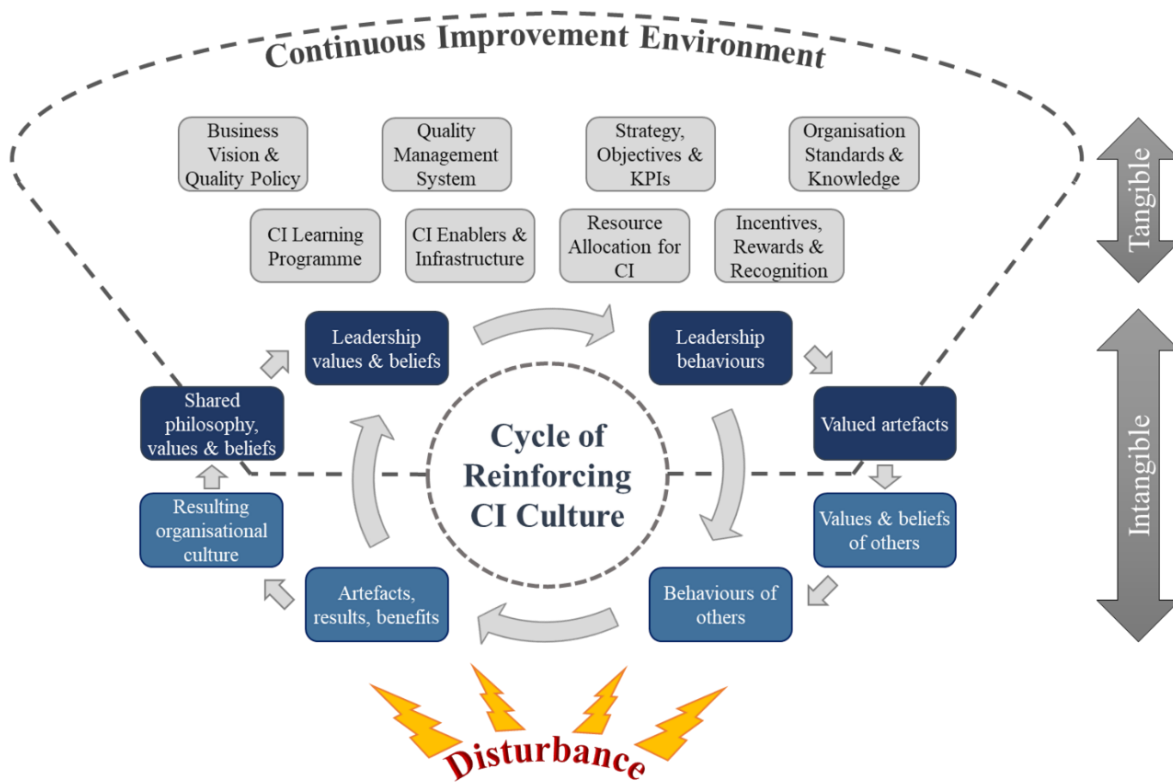 Continuous Improvement Environment
Business
Vision &
Quality Policy
Quality
Management
System
Strategy,
Objectives &
KPIs
Organisation
Standards &
Knowledge
CI Learning
Programme
CI Enablers &
Infrastructure
Resource
Allocation for
CI
Incentives,
Rewards &
Recognition
Tangible
Leadership
values & beliefs
Leadership
behaviours
Shared
philosophy,
values & beliefs
Cycle of
Reinforcing
CI Culture
Valued artefacts
Intangible
Resulting
organisational
culture
Values & beliefs
of others
Artefacts,
results, benefits
Behaviours of
others
Disturbance